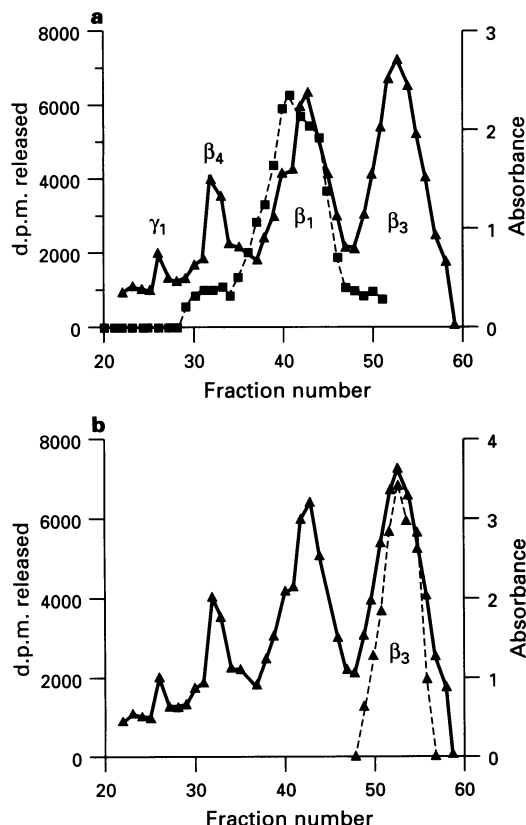 a
8000
6000
4000
2000
0
d.p.m. released
3
2
1
0
Absorbance
γ1
β4
β1
β3
20 30 40 50 60
Fraction number
b
8000
6000
4000
2000
0
d.p.m. released
4
3
2
1
0
Absorbance
β3
20 30 40 50 60
Fraction number